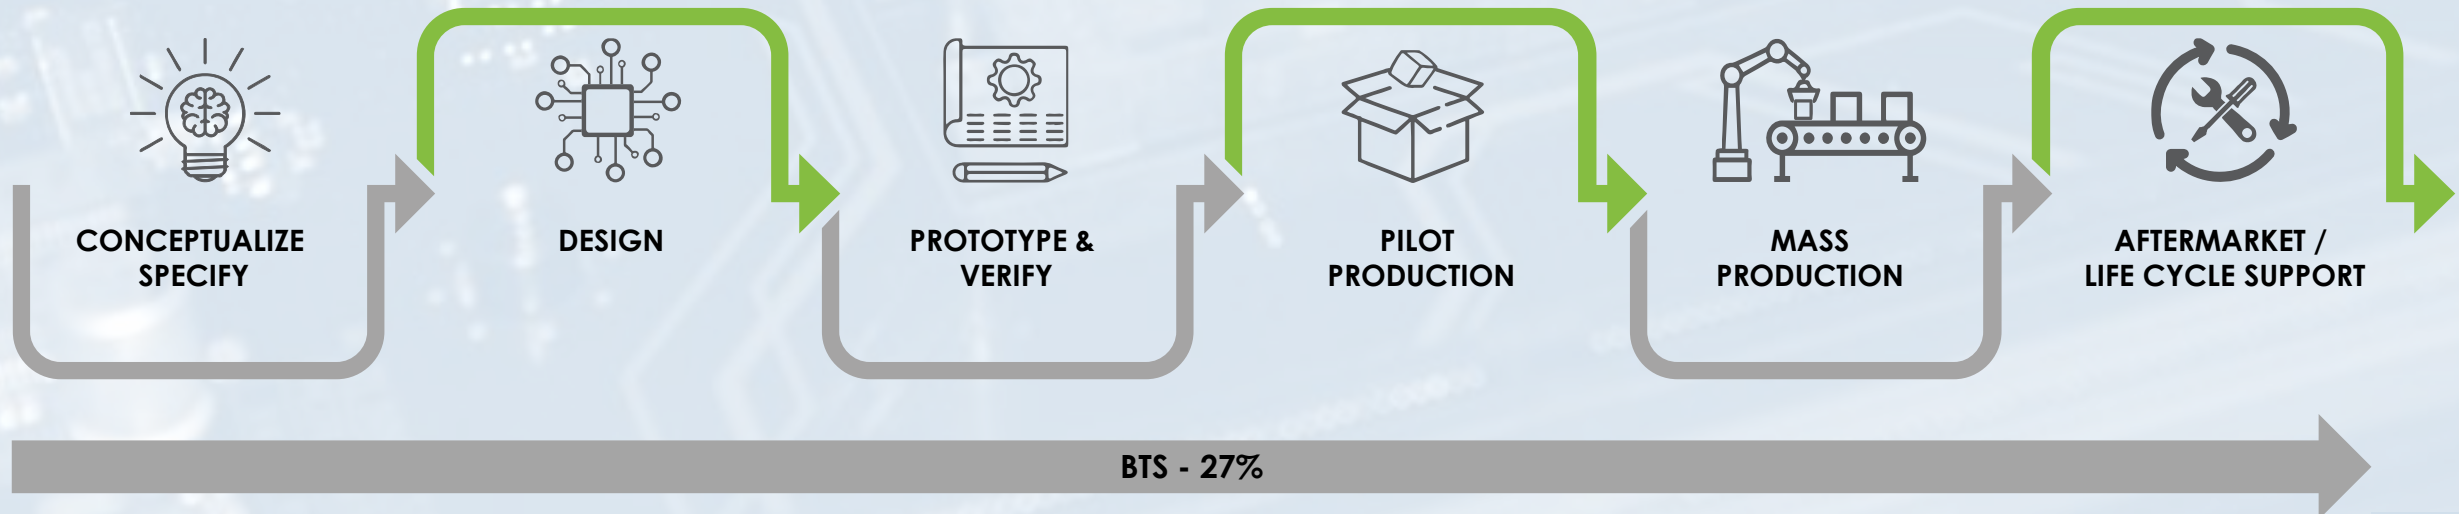 CONCEPTUALIZE
SPECIFY
DESIGN
PROTOTYPE &
VERIFY
PILOT
PRODUCTION
MASS
PRODUCTION
AFTERMARKET /
LIFE CYCLE SUPPORT
BTS - 27%